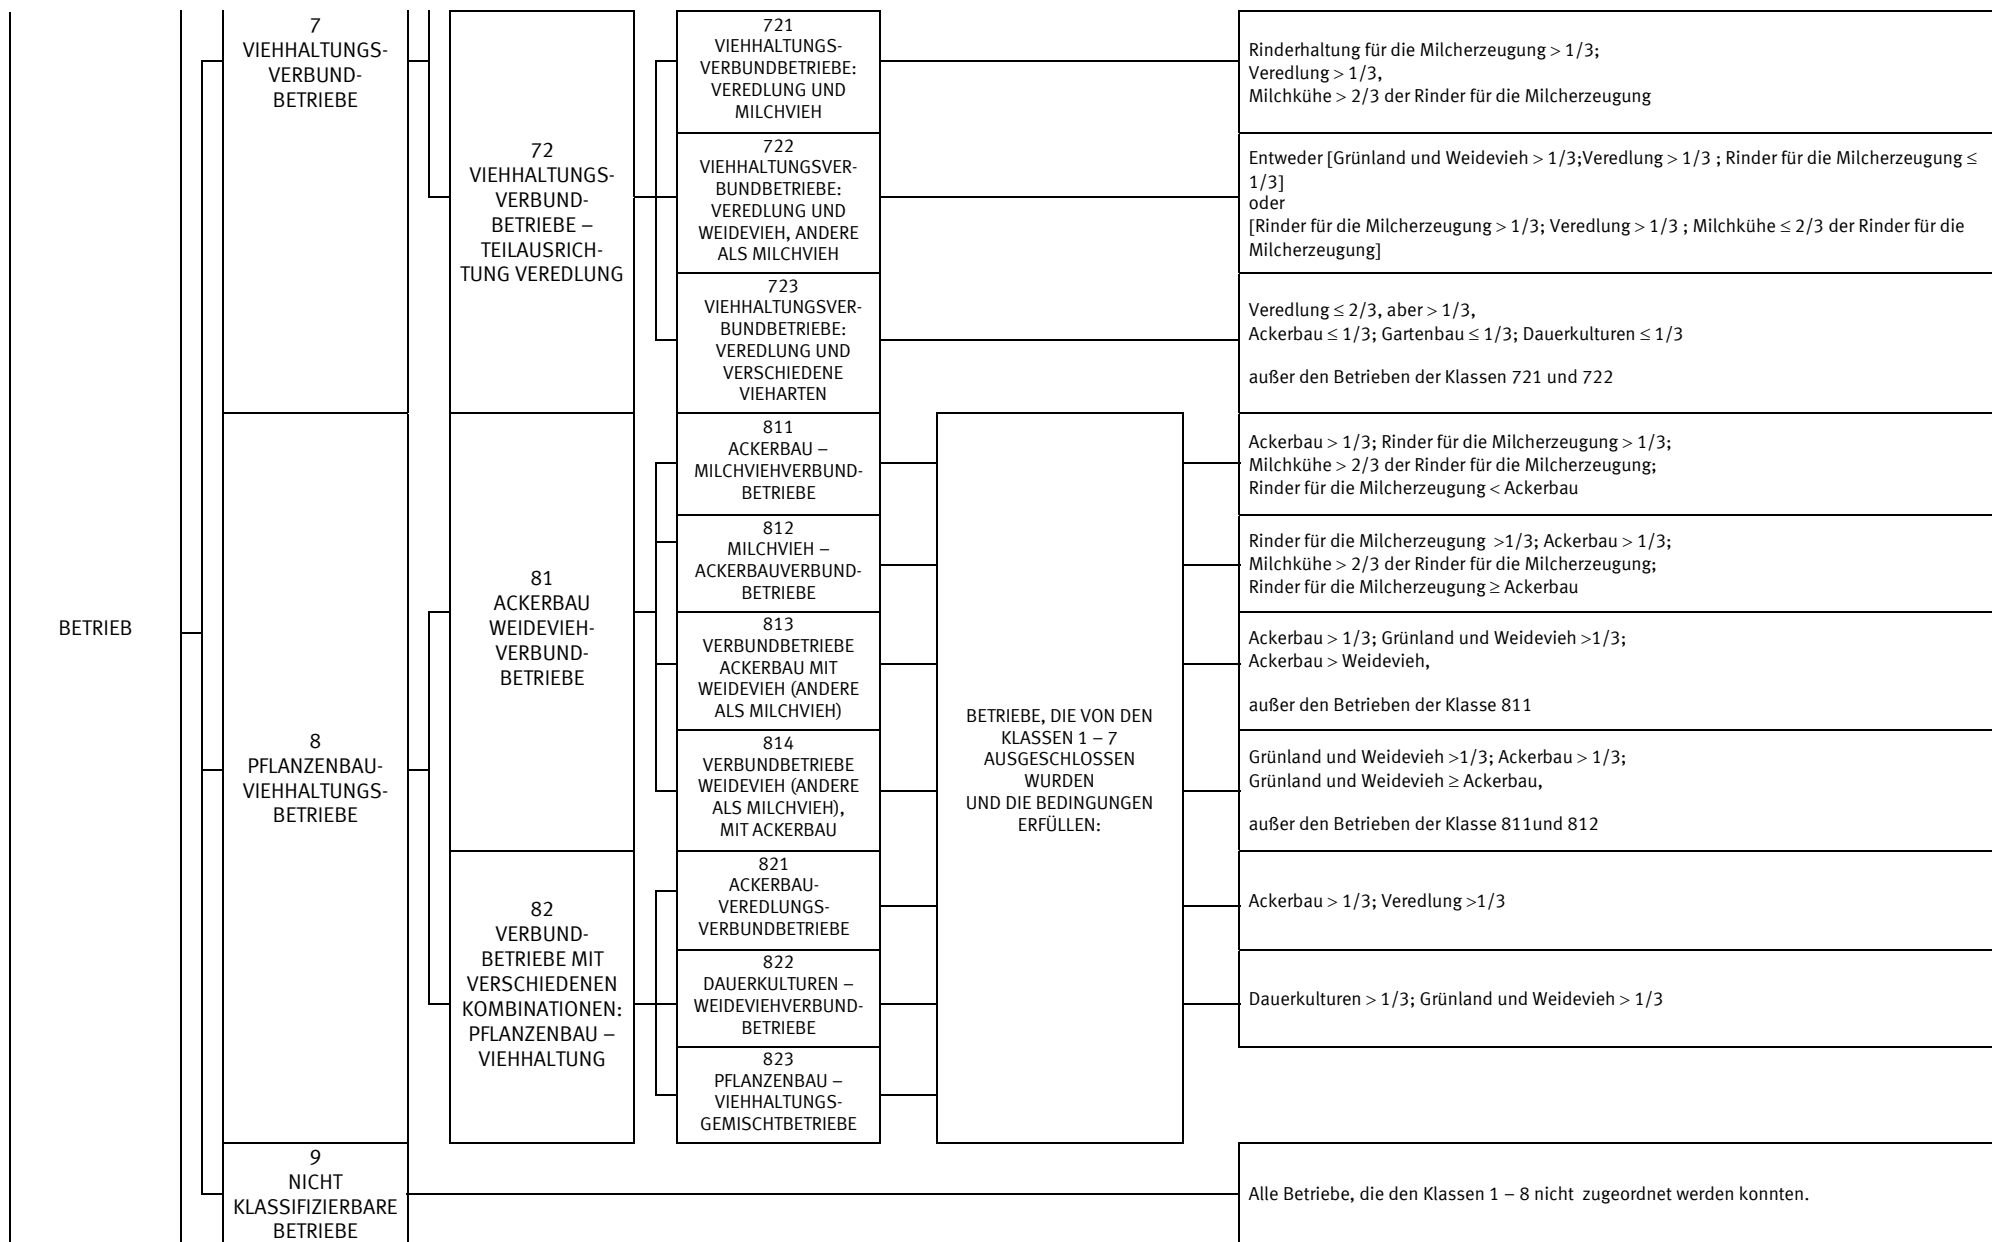 BETRIEB
7
VIEHHALTUNGS-
VERBUND-
BETRIEBE
72
VIEHHALTUNGS-
VERBUND-
BETRIEBE –
TEILAUSRICH-
TUNG VEREDLUNG
721
VIEHHALTUNGS-
VERBUNDBETRIEBE:
VEREDLUNG UND
MILCHVIEH
Rinderhaltung für die Milcherzeugung > 1/3;
Veredlung > 1/3,
Milchkühe > 2/3 der Rinder für die Milcherzeugung
722
VIEHHALTUNGSVER-
BUNDBETRIEBE:
VEREDLUNG UND
WEIDEVIEH, ANDERE
ALS MILCHVIEH
Entweder [Grünland und Weidevieh > 1/3;Veredlung > 1/3 ; Rinder für die Milcherzeugung ≤
1/3]
oder
[Rinder für die Milcherzeugung > 1/3; Veredlung > 1/3 ; Milchkühe ≤ 2/3 der Rinder für die
Milcherzeugung]
723
VIEHHALTUNGSVER-
BUNDBETRIEBE:
VEREDLUNG UND
VERSCHIEDENE
VIEHARTEN
Veredlung ≤ 2/3, aber > 1/3,
Ackerbau ≤ 1/3; Gartenbau ≤ 1/3; Dauerkulturen ≤ 1/3
außer den Betrieben der Klassen 721 und 722
8
PFLANZENBAU-
VIEHHALTUNGS-
BETRIEBE
81
ACKERBAU
WEIDEVIEH-
VERBUND-
BETRIEBE
811
ACKERBAU –
MILCHVIEHVERBUND-
BETRIEBE
BETRIEBE, DIE VON DEN
KLASSEN 1 – 7
AUSGESCHLOSSEN
WURDEN
UND DIE BEDINGUNGEN
ERFÜLLEN:
Ackerbau > 1/3; Rinder für die Milcherzeugung > 1/3;
Milchkühe > 2/3 der Rinder für die Milcherzeugung;
Rinder für die Milcherzeugung < Ackerbau
812
MILCHVIEH –
ACKERBAUVERBUND-
BETRIEBE
Rinder für die Milcherzeugung >1/3; Ackerbau > 1/3;
Milchkühe > 2/3 der Rinder für die Milcherzeugung;
Rinder für die Milcherzeugung ≥ Ackerbau
813
VERBUNDBETRIEBE
ACKERBAU MIT
WEIDEVIEH (ANDERE
ALS MILCHVIEH)
Ackerbau > 1/3; Grünland und Weidevieh >1/3;
Ackerbau > Weidevieh,
außer den Betrieben der Klasse 811
814
VERBUNDBETRIEBE
WEIDEVIEH (ANDERE
ALS MILCHVIEH),
MIT ACKERBAU
Grünland und Weidevieh >1/3; Ackerbau > 1/3;
Grünland und Weidevieh ≥ Ackerbau,
außer den Betrieben der Klasse 811und 812
82
VERBUND-
BETRIEBE MIT
VERSCHIEDENEN
KOMBINATIONEN:
PFLANZENBAU –
VIEHHALTUNG
821
ACKERBAU-
VEREDLUNGS-
VERBUNDBETRIEBE
Ackerbau > 1/3; Veredlung >1/3
822
DAUERKULTUREN –
WEIDEVIEHVERBUND-
BETRIEBE
Dauerkulturen > 1/3; Grünland und Weidevieh > 1/3
823
PFLANZENBAU –
VIEHHALTUNGS-
GEMISCHTBETRIEBE
9
NICHT
KLASSIFIZIERBARE
BETRIEBE
Alle Betriebe, die den Klassen 1 – 8 nicht zugeordnet werden konnten.